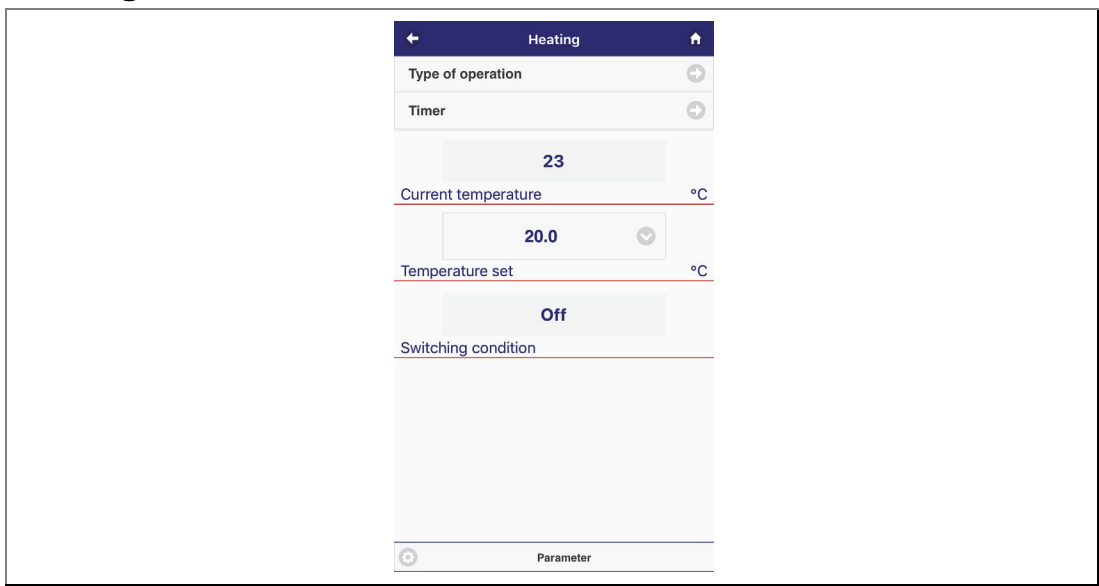 Heating
Type of operation
Timer
23
Current temperature °C
20.0
Temperature set °C
Off
Switching condition
Parameter